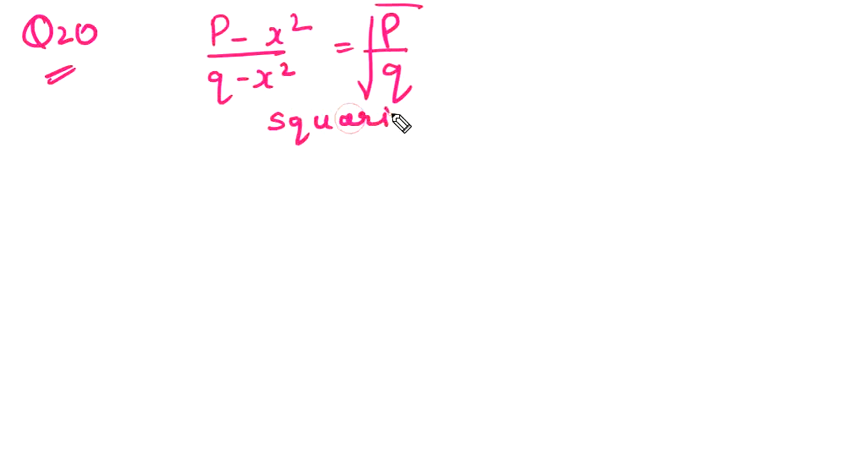 Q20
P - x² / q - x² = √(P / q)
squari